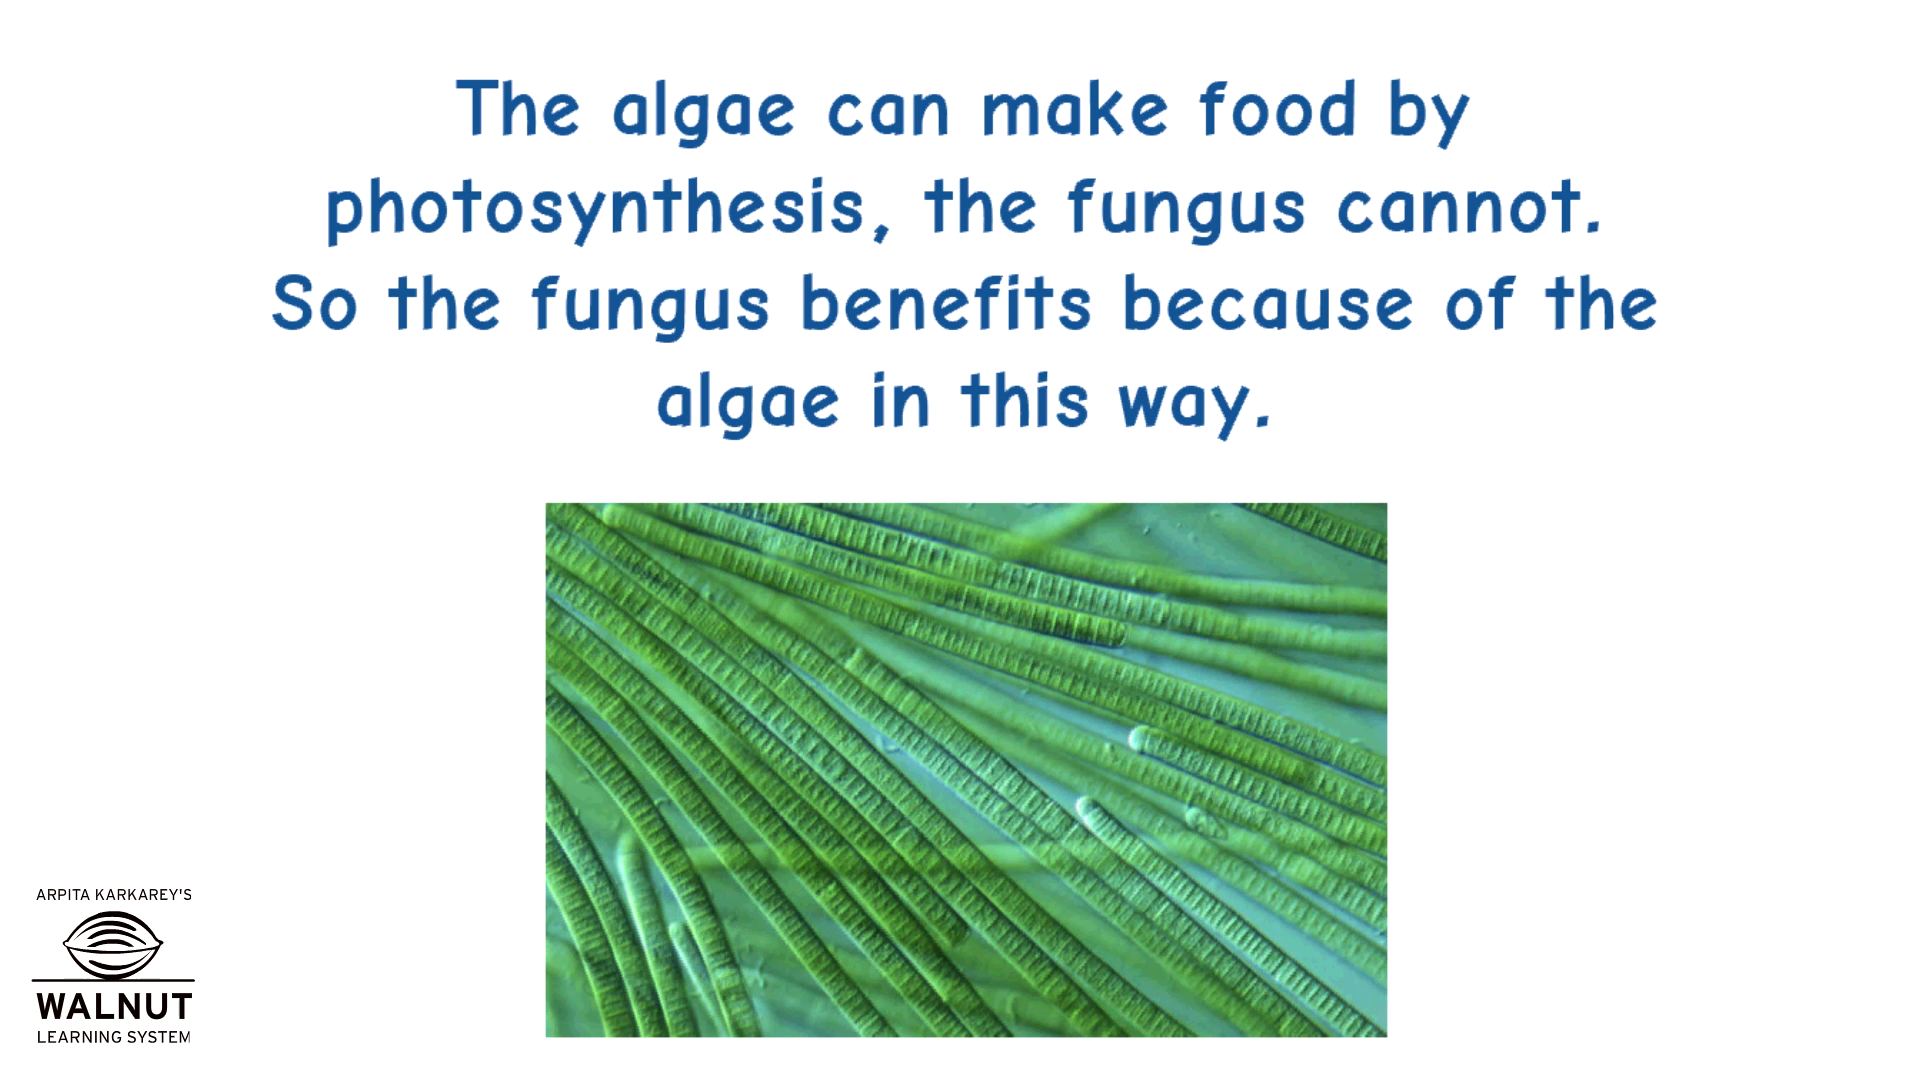 The algae can make food by
photosynthesis, the fungus cannot.
So the fungus benefits because of the
algae in this way.
ARPITA KARKAREY'S
WALNUT
LEARNING SYSTEM